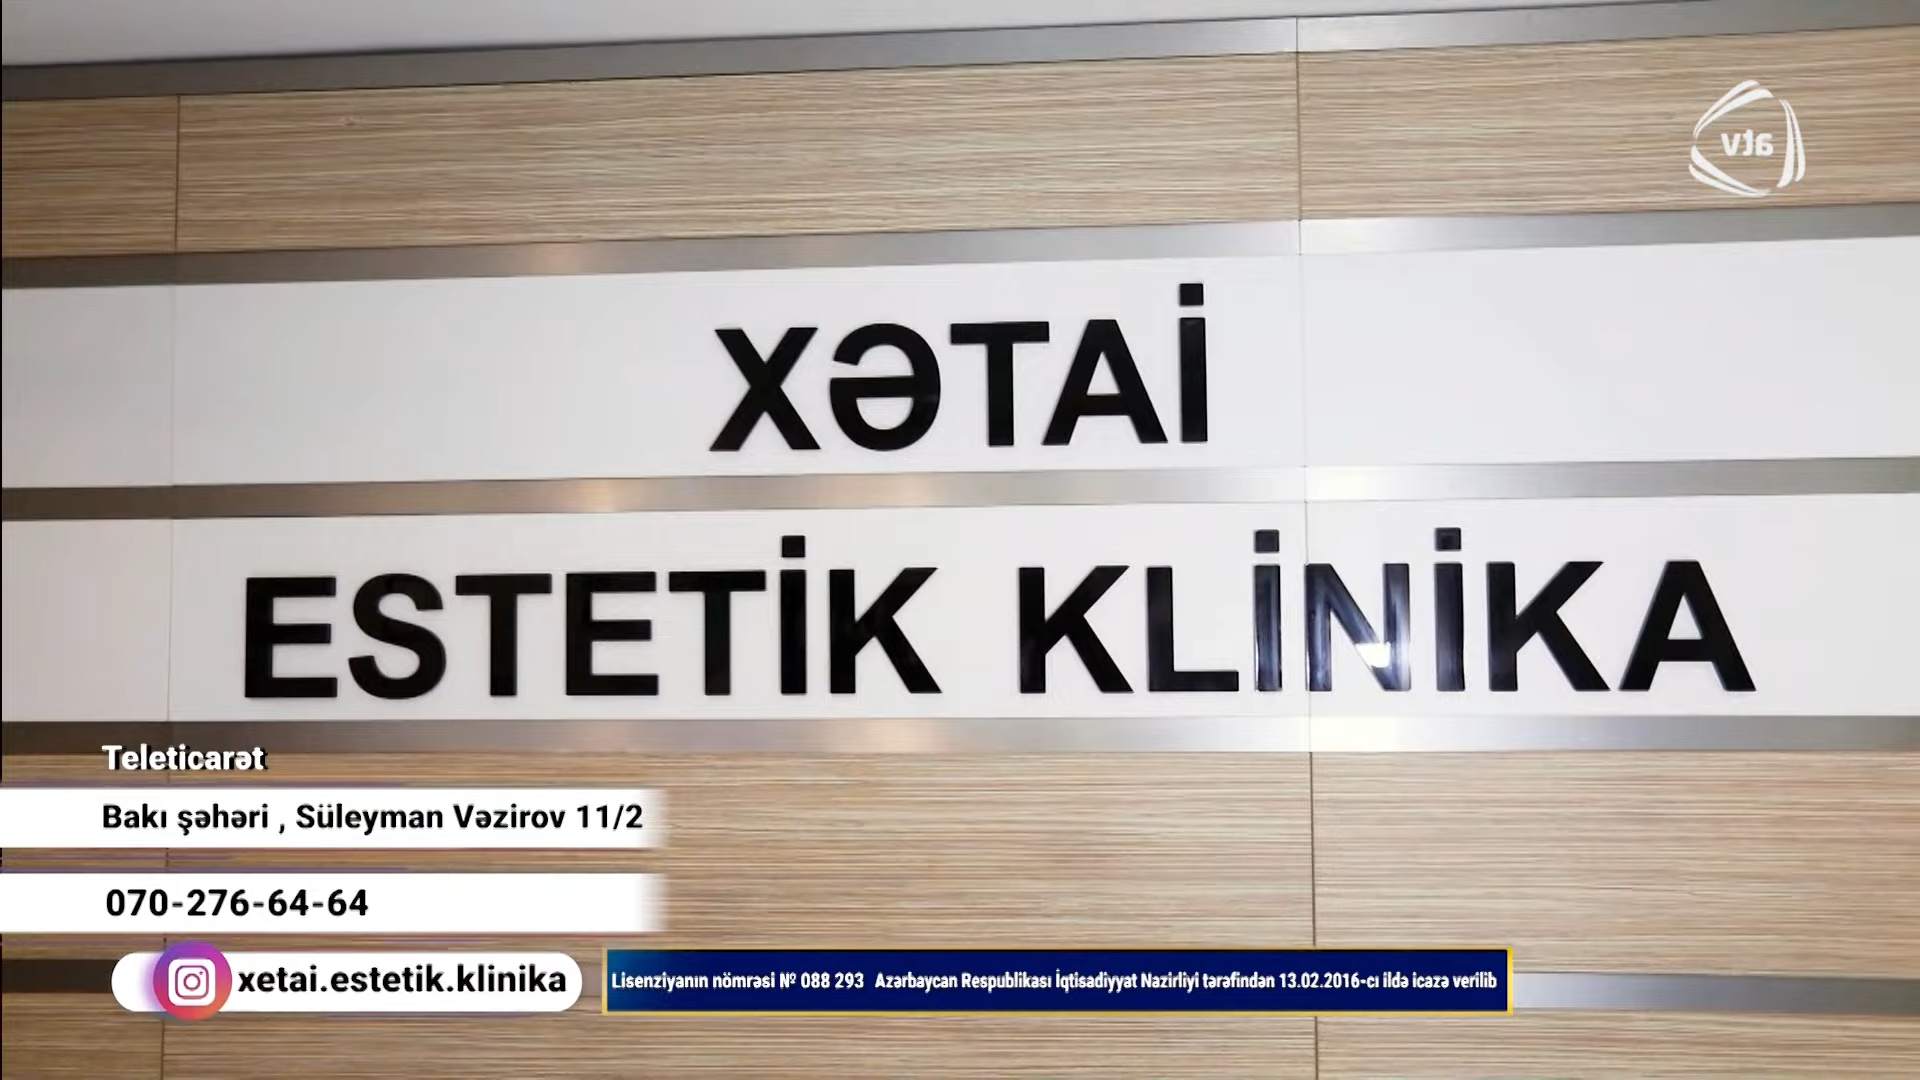 atv
XƏTAİ
ESTETİK KLİNİKA
Teleticarət
Bakı şəhəri , Süleyman Vəzirov 11/2
070-276-64-64
xetai.estetik.klinika
Lisenziyanın nömrəsi № 088 293 Azərbaycan Respublikası İqtisadiyyat Nazirliyi tərəfindən 13.02.2016-cı ildə icazə verilib